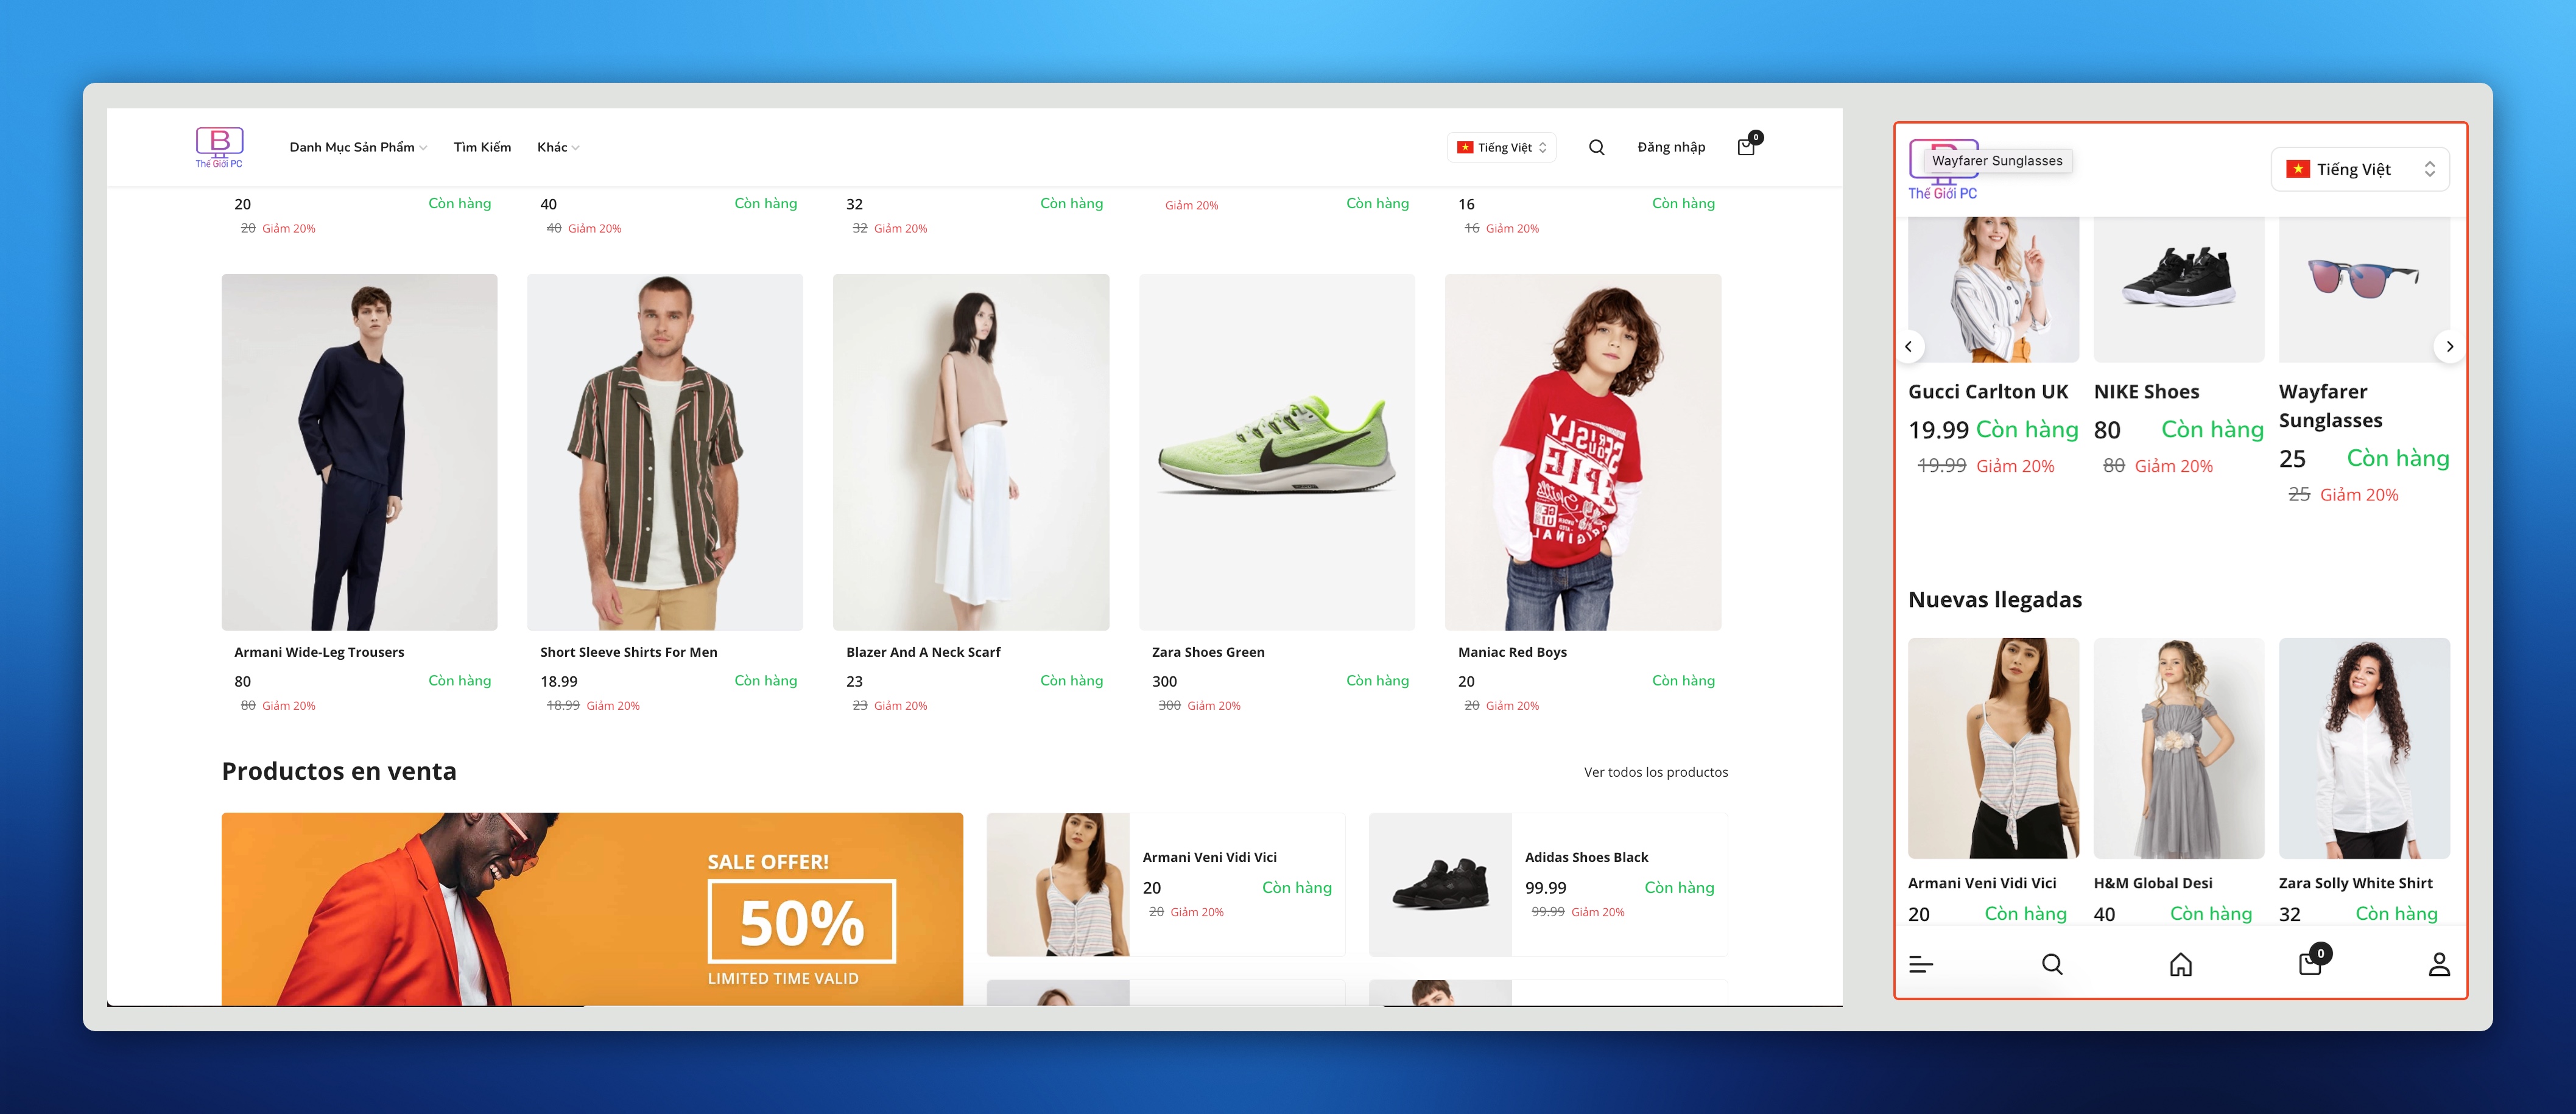 B
Thế Giới PC
Danh Mục Sản Phẩm
Tìm Kiếm
Khác
Tiếng Việt
Đăng nhập
0
20 Còn hàng
20 Giảm 20%
40 Còn hàng
40 Giảm 20%
32 Còn hàng
32 Giảm 20%
Còn hàng
Giảm 20%
16 Còn hàng
16 Giảm 20%
Armani Wide-Leg Trousers
80 Còn hàng
80 Giảm 20%
Short Sleeve Shirts For Men
18.99 Còn hàng
18.99 Giảm 20%
Blazer And A Neck Scarf
23 Còn hàng
23 Giảm 20%
Zara Shoes Green
300 Còn hàng
300 Giảm 20%
Maniac Red Boys
20 Còn hàng
20 Giảm 20%
Productos en venta
Ver todos los productos
SALE OFFER!
50%
LIMITED TIME VALID
Armani Veni Vidi Vici
20 Còn hàng
20 Giảm 20%
Adidas Shoes Black
99.99 Còn hàng
99.99 Giảm 20%
Wayfarer Sunglasses
Thế Giới PC
Tiếng Việt
Gucci Carlton UK
19.99 Còn hàng
19.99 Giảm 20%
NIKE Shoes
80 Còn hàng
80 Giảm 20%
Wayfarer
Sunglasses
25 Còn hàng
25 Giảm 20%
Nuevas llegadas
Armani Veni Vidi Vici
20 Còn hàng
H&M Global Desi
40 Còn hàng
Zara Solly White Shirt
32 Còn hàng
0